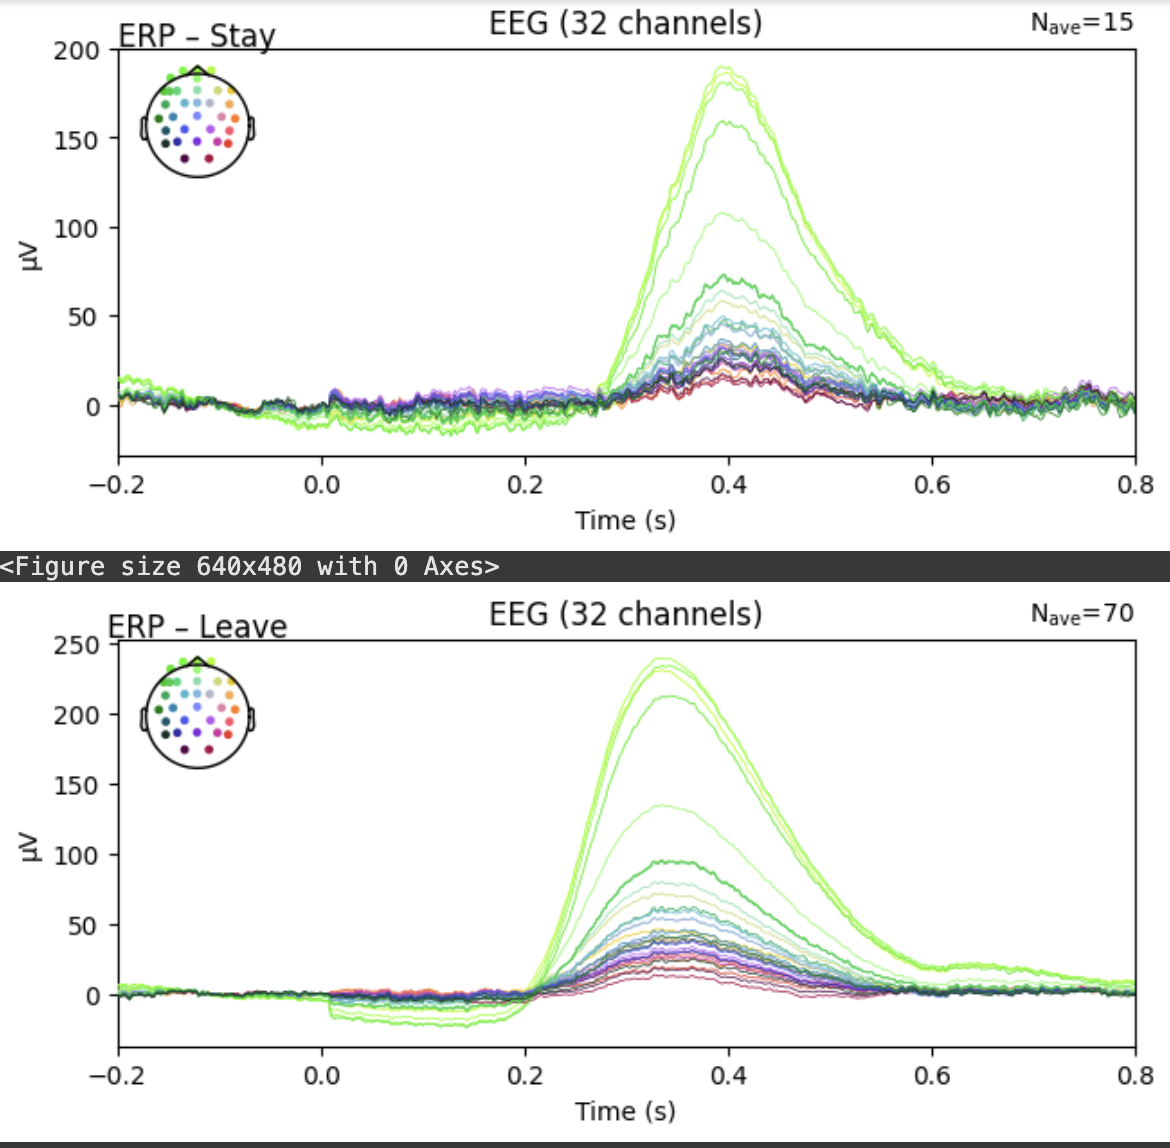 ERP – Stay
EEG (32 channels)
Nave=15
200
150
100
50
0
µV
−0.2 0.0 0.2 0.4 0.6 0.8
Time (s)
<Figure size 640x480 with 0 Axes>
ERP – Leave
EEG (32 channels)
Nave=70
250
200
150
100
50
0
µV
−0.2 0.0 0.2 0.4 0.6 0.8
Time (s)